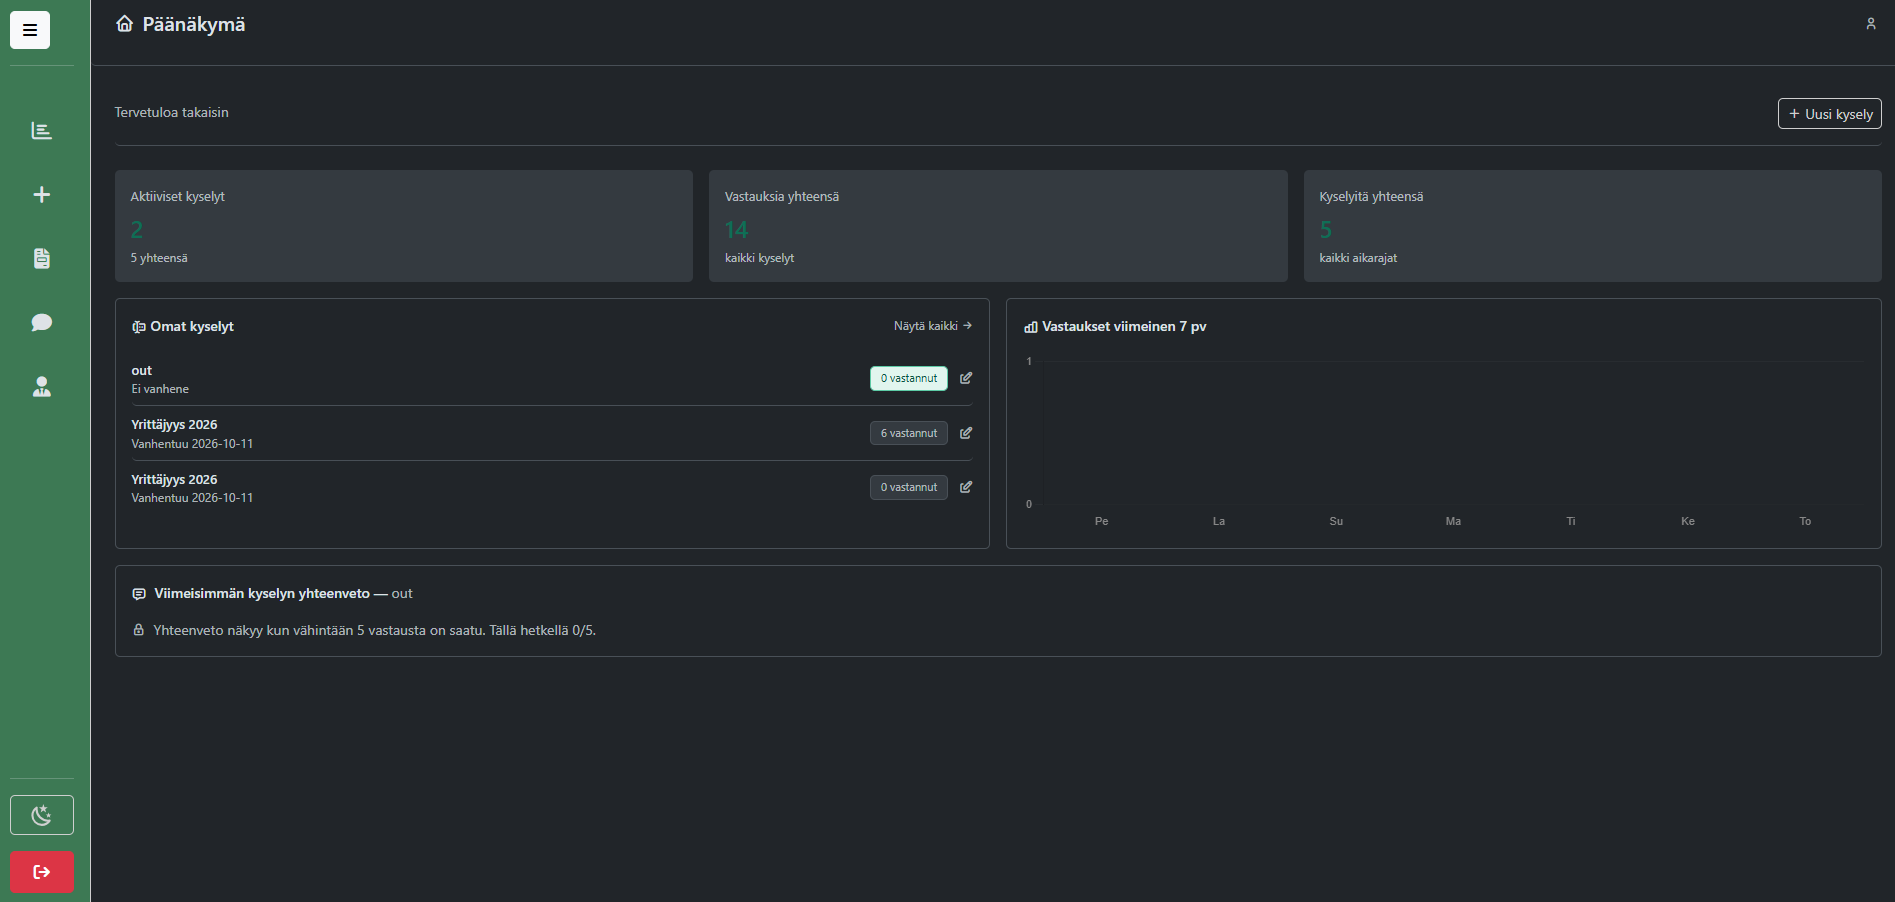 Päänäkymä
Tervetuloa takaisin
Uusi kysely
Aktiiviset kyselyt
2
5 yhteensä
Vastauksia yhteensä
14
kaikki kyselyt
Kyselyitä yhteensä
5
kaikki aikarajat
Omat kyselyt
Näytä kaikki →
out
Ei vanhene
0 vastannut
Yrittäjyys 2026
Vanhentuu 2026-10-11
6 vastannut
Yrittäjyys 2026
Vanhentuu 2026-10-11
0 vastannut
Vastaukset viimeinen 7 pv
1
0
Pe La Su Ma Ti Ke To
Viimeisimmän kyselyn yhteenveto — out
Yhteenveto näkyy kun vähintään 5 vastausta on saatu. Tällä hetkellä 0/5.